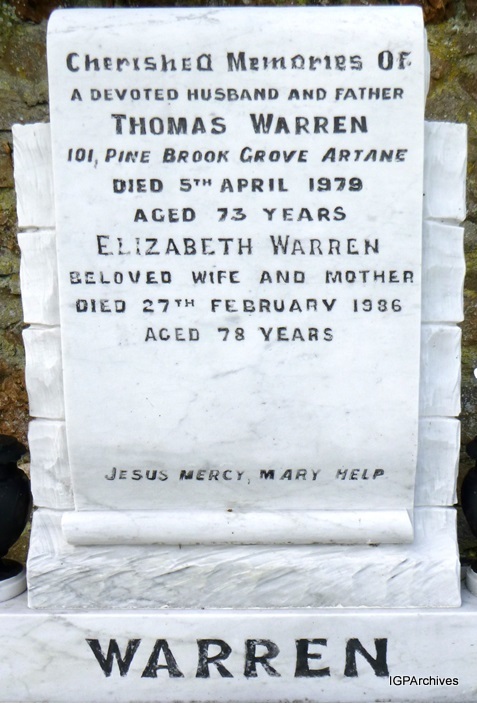 Cherished Memories Of
A DEVOTED HUSBAND AND FATHER
THOMAS WARREN
101, PINE BROOK GROVE ARTANE
DIED 5TH APRIL 1979
AGED 73 YEARS
ELIZABETH WARREN
BELOVED WIFE AND MOTHER
DIED 27TH FEBRUARY 1986
AGED 78 YEARS
JESUS MERCY, MARY HELP
WARREN
IGPArchives